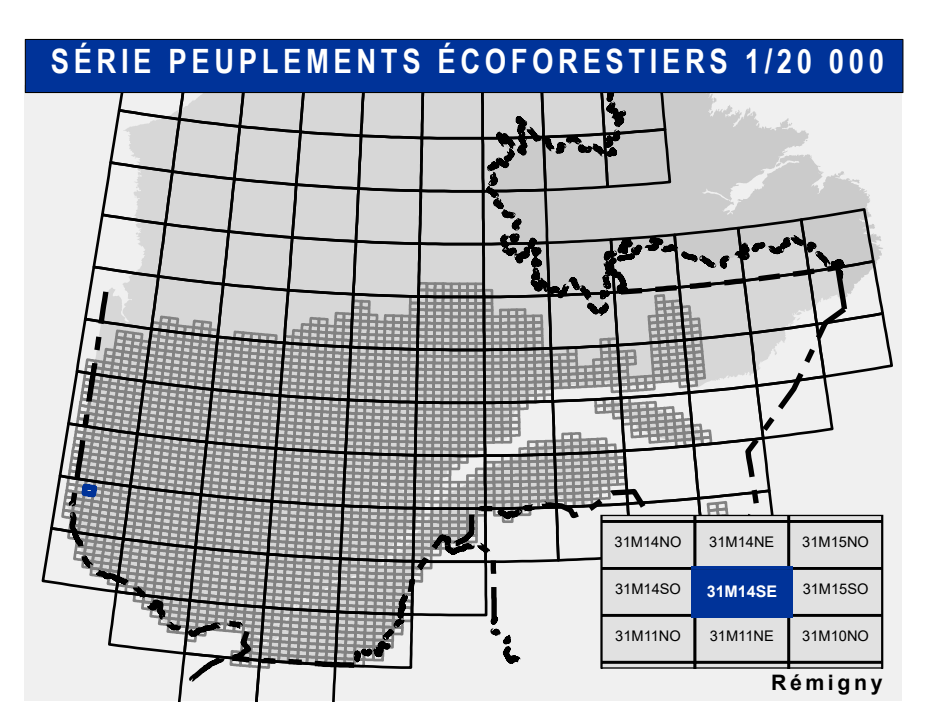 SÉRIE PEUPLEMENTS ÉCOFORESTIERS 1/20 000
31M14NO 31M14NE 31M15NO
31M14SO 31M14SE 31M15SO
31M11NO 31M11NE 31M10NO
Rémigny